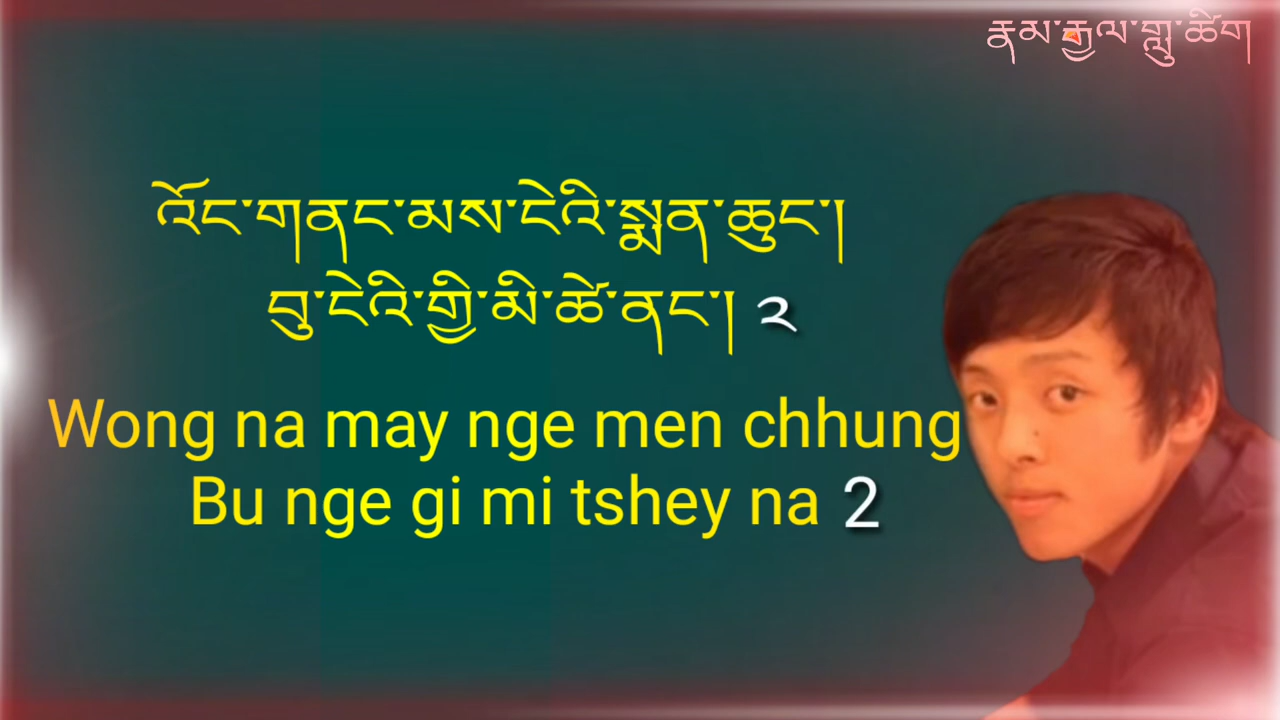 རྣམ་རྒྱལ་གླུ་ཚིག
འོང་གནང་མས་ངེའི་སྨན་ཆུང་།
བུ་ངེའི་གྱི་མི་ཚེ་ནང་། ༢
Wong na may nge men chhung
Bu nge gi mi tshey na 2